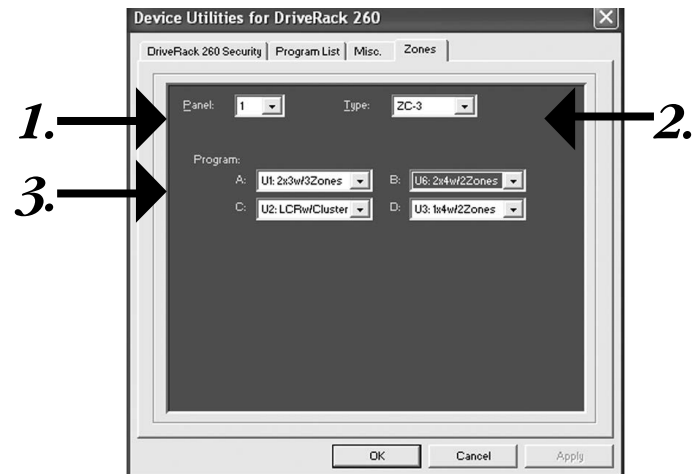 Device Utilities for DriveRack 260
DriveRack 260 Security Program List Misc. Zones
1. Panel: 1 Type: ZC-3 2.
Program:
3. A: U1: 2x3w/3Zones B: U6: 2x4w/2Zones
C: U2: LCRw/Cluster D: U3: 1x4w/2Zones
OK Cancel Apply